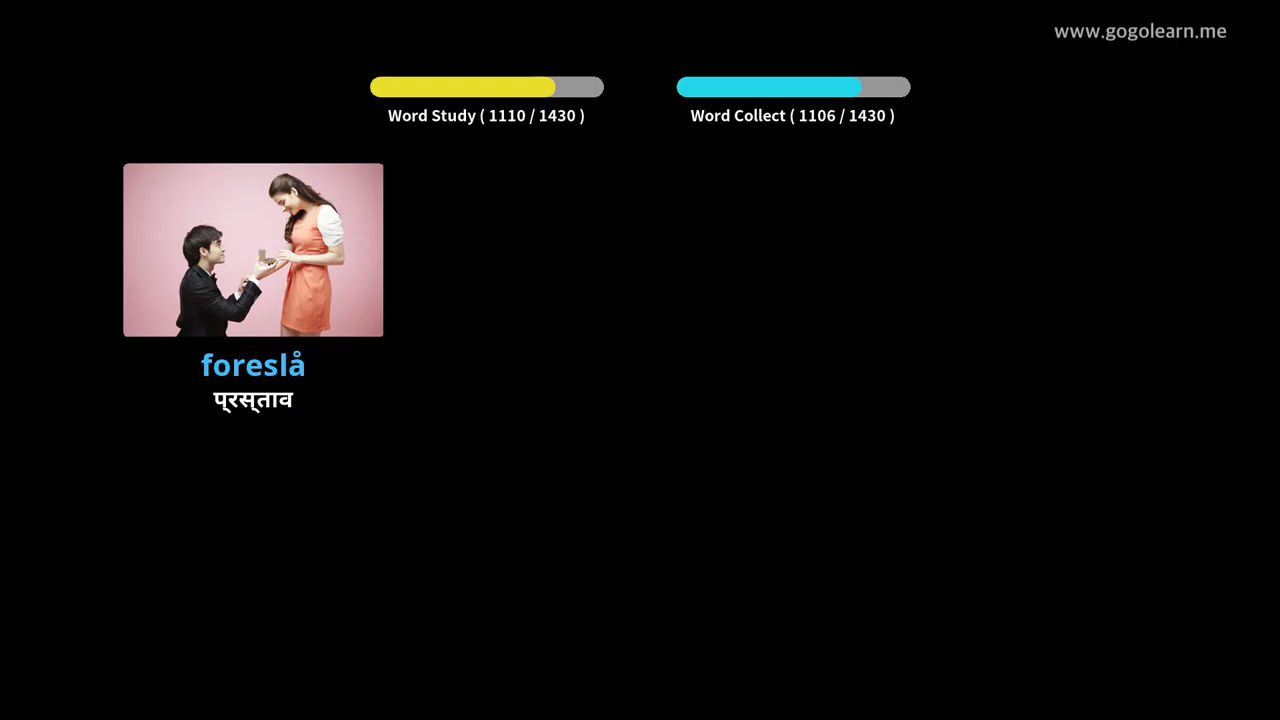 www.gogolearn.me
Word Study ( 1110 / 1430 )
Word Collect ( 1106 / 1430 )
foreslå
प्रस्ताव